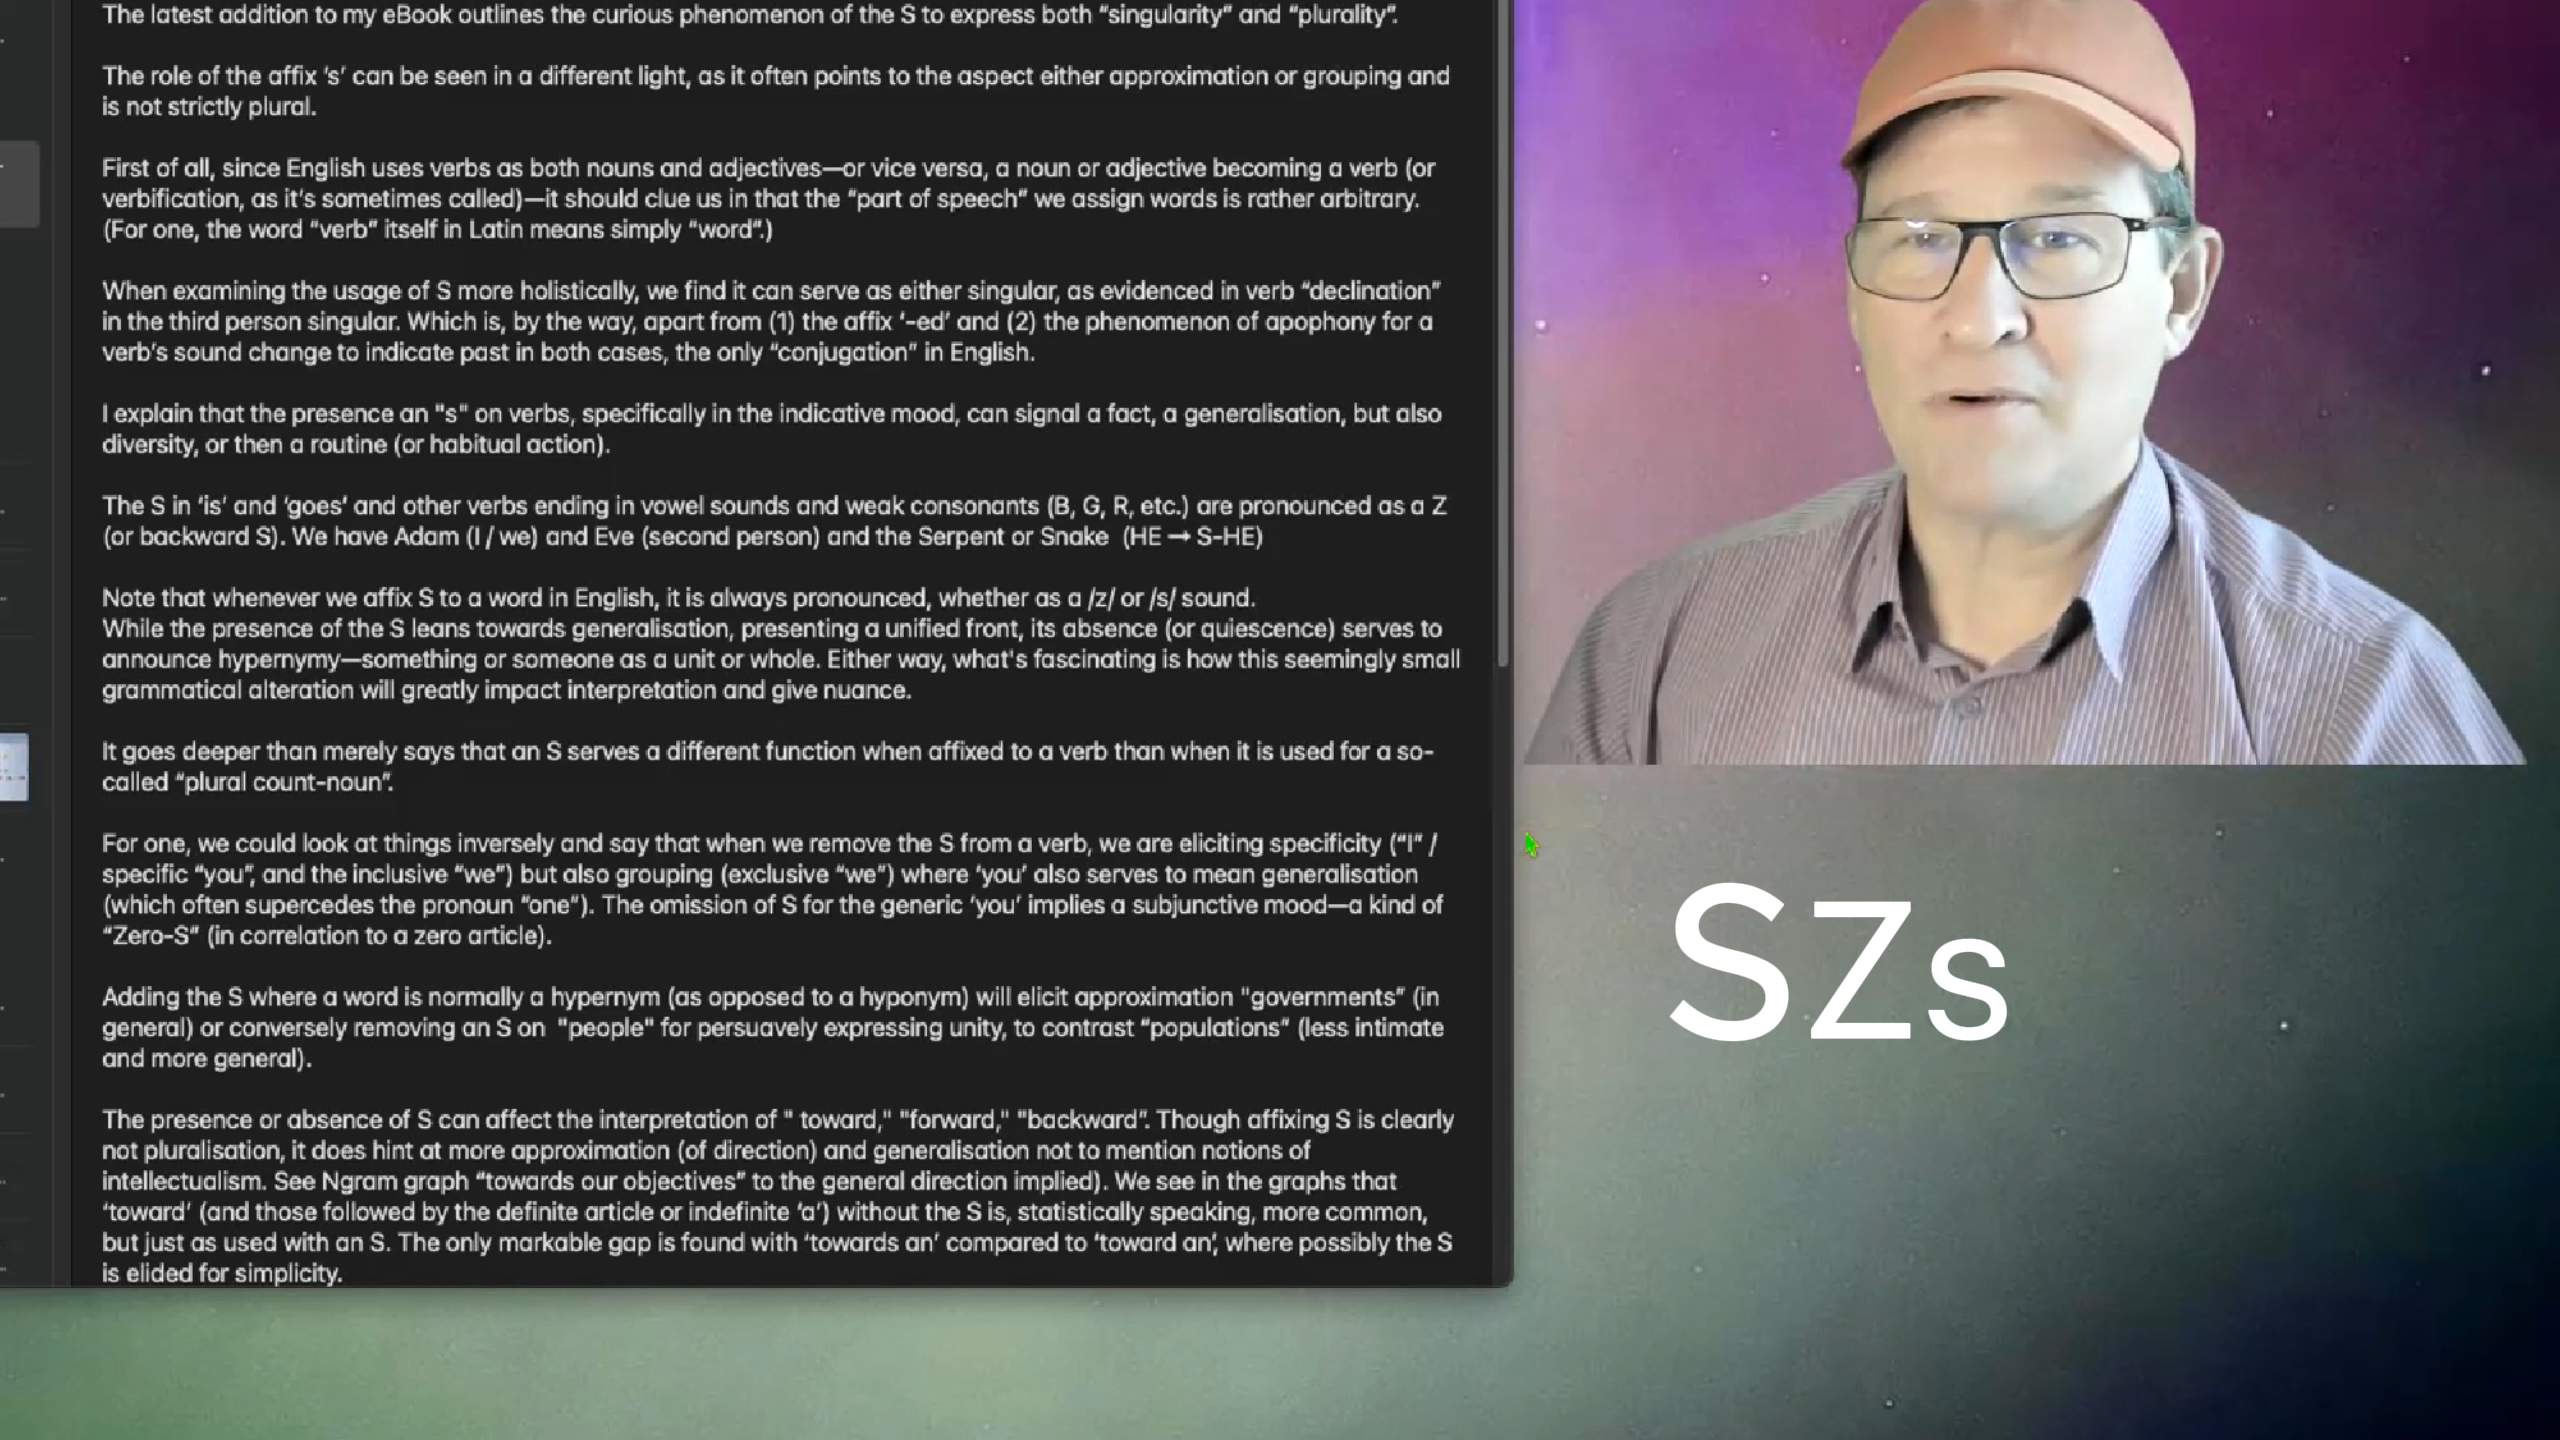 The latest addition to my eBook outlines the curious phenomenon of the S to express both “singularity” and “plurality”.
The role of the affix ‘s’ can be seen in a different light, as it often points to the aspect either approximation or grouping and
is not strictly plural.
First of all, since English uses verbs as both nouns and adjectives—or vice versa, a noun or adjective becoming a verb (or
verbification, as it’s sometimes called)—it should clue us in that the “part of speech” we assign words is rather arbitrary.
(For one, the word “verb” itself in Latin means simply “word”.)
When examining the usage of S more holistically, we find it can serve as either singular, as evidenced in verb “declination”
in the third person singular. Which is, by the way, apart from (1) the affix ‘-ed’ and (2) the phenomenon of apophony for a
verb’s sound change to indicate past in both cases, the only “conjugation” in English.
I explain that the presence an "s" on verbs, specifically in the indicative mood, can signal a fact, a generalisation, but also
diversity, or then a routine (or habitual action).
The S in ‘is’ and ‘goes’ and other verbs ending in vowel sounds and weak consonants (B, G, R, etc.) are pronounced as a Z
(or backward S). We have Adam (I / we) and Eve (second person) and the Serpent or Snake  (HE → S-HE)
Note that whenever we affix S to a word in English, it is always pronounced, whether as a /z/ or /s/ sound.
While the presence of the S leans towards generalisation, presenting a unified front, its absence (or quiescence) serves to
announce hypernymy—something or someone as a unit or whole. Either way, what's fascinating is how this seemingly small
grammatical alteration will greatly impact interpretation and give nuance.
It goes deeper than merely says that an S serves a different function when affixed to a verb than when it is used for a so-
called “plural count-noun”.
For one, we could look at things inversely and say that when we remove the S from a verb, we are eliciting specificity (“I” /
specific “you”, and the inclusive “we”) but also grouping (exclusive “we”) where ‘you’ also serves to mean generalisation
(which often supercedes the pronoun “one”). The omission of S for the generic ‘you’ implies a subjunctive mood—a kind of
“Zero-S” (in correlation to a zero article).
Adding the S where a word is normally a hypernym (as opposed to a hyponym) will elicit approximation "governments” (in
general) or conversely removing an S on  "people" for persuavely expressing unity, to contrast “populations” (less intimate
and more general).
The presence or absence of S can affect the interpretation of " toward," "forward," "backward”. Though affixing S is clearly
not pluralisation, it does hint at more approximation (of direction) and generalisation not to mention notions of
intellectualism. See Ngram graph “towards our objectives” to the general direction implied). We see in the graphs that
‘toward’ (and those followed by the definite article or indefinite ‘a’) without the S is, statistically speaking, more common,
but just as used with an S. The only markable gap is found with ‘towards an’ compared to ‘toward an’, where possibly the S
is elided for simplicity.
SZs